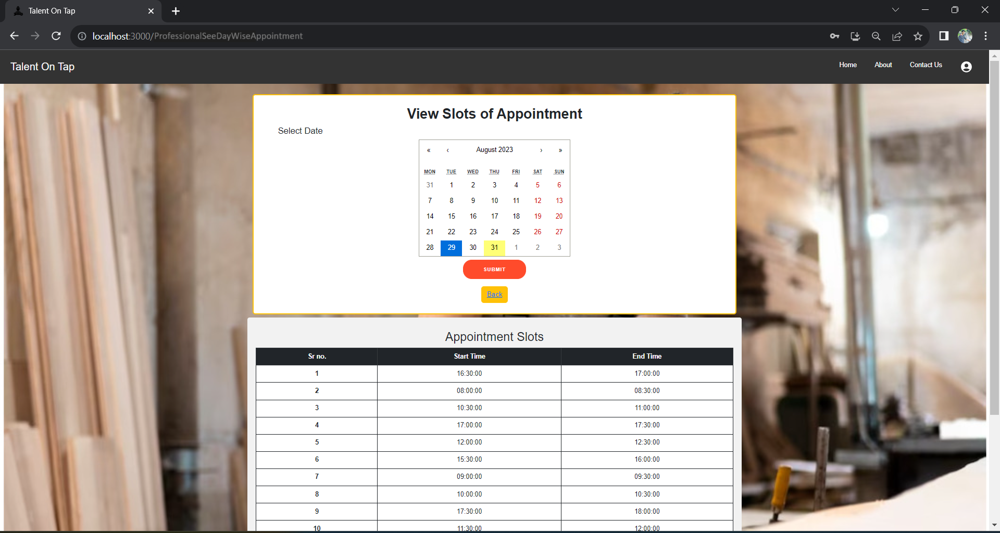 Talent On Tap
localhost:3000/ProfessionalSeeDayWiseAppointment
Talent On Tap Home About Contact Us
View Slots of Appointment
Select Date
« ‹ August 2023 › »
MON TUE WED THU FRI SAT SUN
31 1 2 3 4 5 6
7 8 9 10 11 12 13
14 15 16 17 18 19 20
21 22 23 24 25 26 27
28 29 30 31 1 2 3
SUBMIT
Back
Appointment Slots
Sr no. Start Time End Time
1 16:30:00 17:00:00
2 08:00:00 08:30:00
3 10:30:00 11:00:00
4 17:00:00 17:30:00
5 12:00:00 12:30:00
6 15:30:00 16:00:00
7 09:00:00 09:30:00
8 10:00:00 10:30:00
9 17:30:00 18:00:00
10 11:30:00 12:00:00